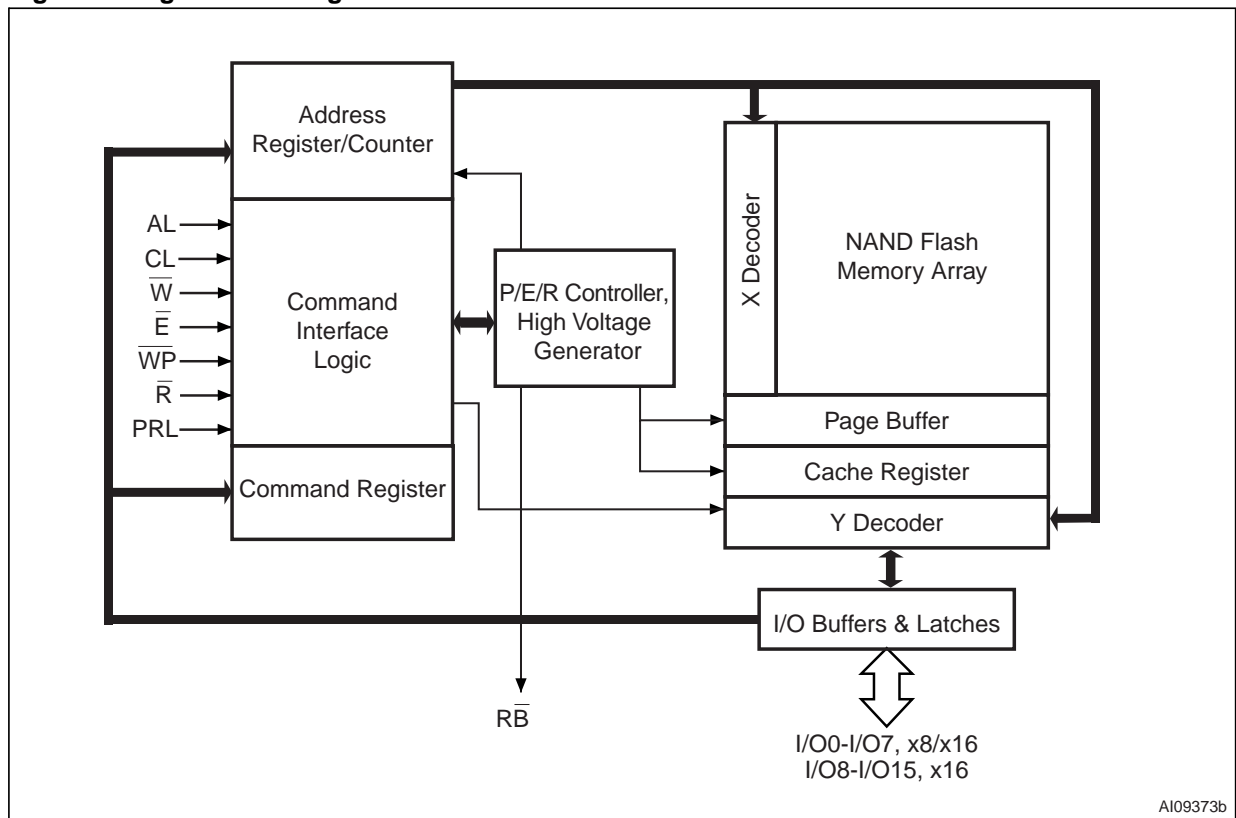 Address
Register/Counter
AL
CL
W̅
E̅
W̅P̅
R̅
PRL
Command
Interface
Logic
Command Register
P/E/R Controller,
High Voltage
Generator
RB̅
X Decoder
NAND Flash
Memory Array
Page Buffer
Cache Register
Y Decoder
I/O Buffers & Latches
I/O0-I/O7, x8/x16
I/O8-I/O15, x16
AI09373b